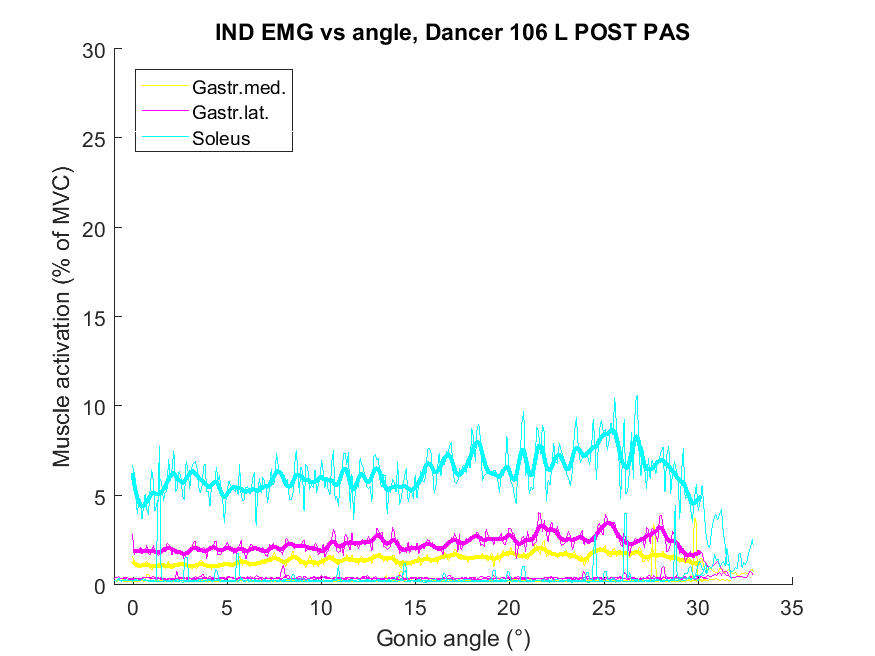 IND EMG vs angle, Dancer 106 L POST PAS
30
25
20
15
10
5
0
Muscle activation (% of MVC)
Gastr.med.
Gastr.lat.
Soleus
0 5 10 15 20 25 30 35
Gonio angle (°)